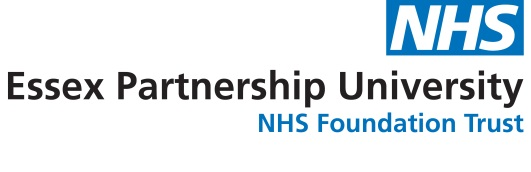 NHS
Essex Partnership University
NHS Foundation Trust